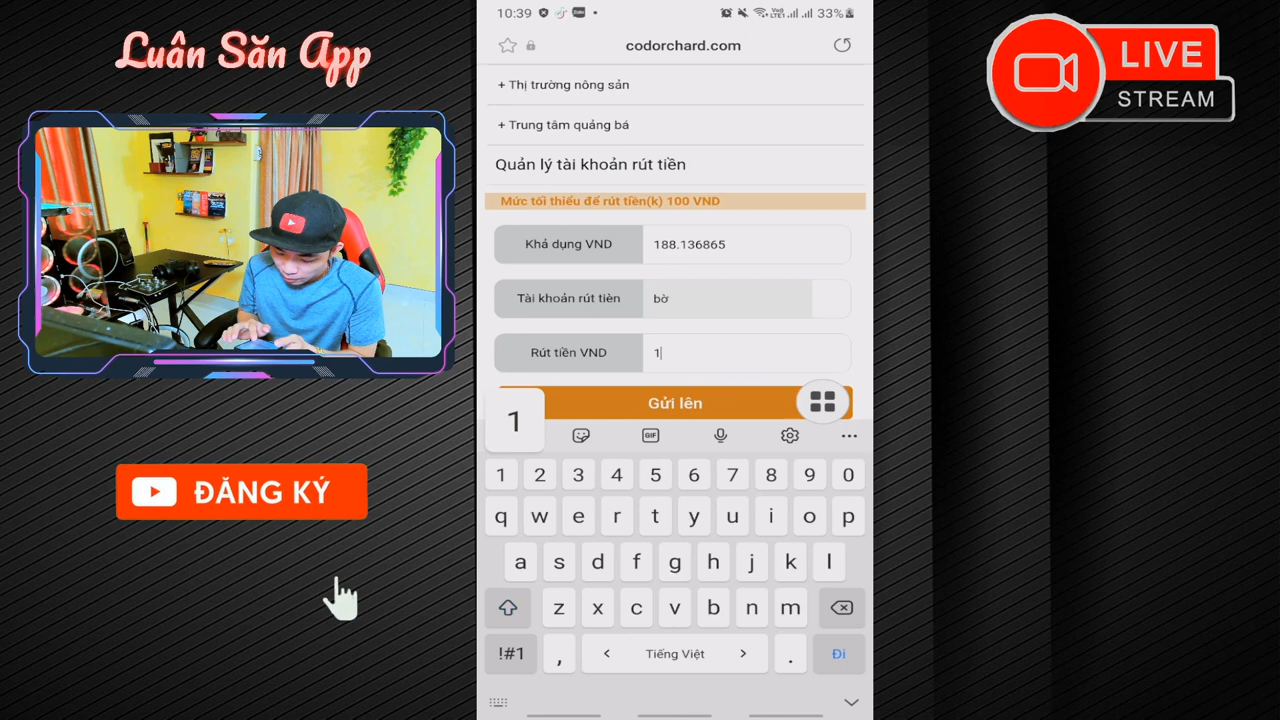 Luân Săn App
LIVE
STREAM
ĐĂNG KÝ
10:39
33%
codorchard.com
+ Thị trường nông sản
+ Trung tâm quảng bá
Quản lý tài khoản rút tiền
Mức tối thiểu để rút tiền(k) 100 VND
Khả dụng VND 188.136865
Tài khoản rút tièn bờ
Rút tiền VND 1
Gửi lên
1
GIF
1 2 3 4 5 6 7 8 9 0
q w e r t y u i o p
a s d f g h j k l
z x c v b n m
!#1 , < Tiếng Việt > . Đi